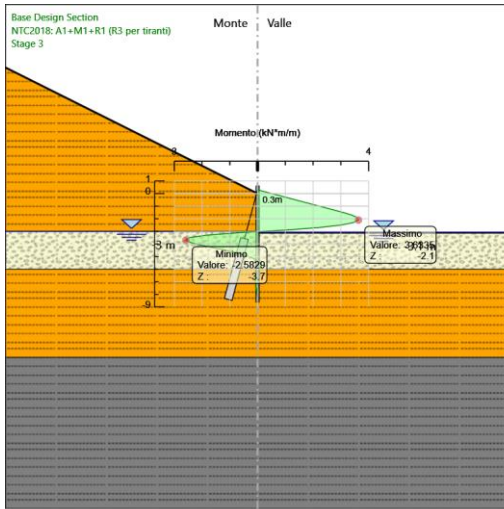 Base Design Section
NTC2018: A1+M1+R1 (R3 per tiranti)
Stage 3
Monte
Valle
Momento (kN*m/m)
4
1
0
0.3m
Massimo
Valore:
Z -2.1
3 m
Minimo
Valore: -2.5829
Z : -3.7
-9